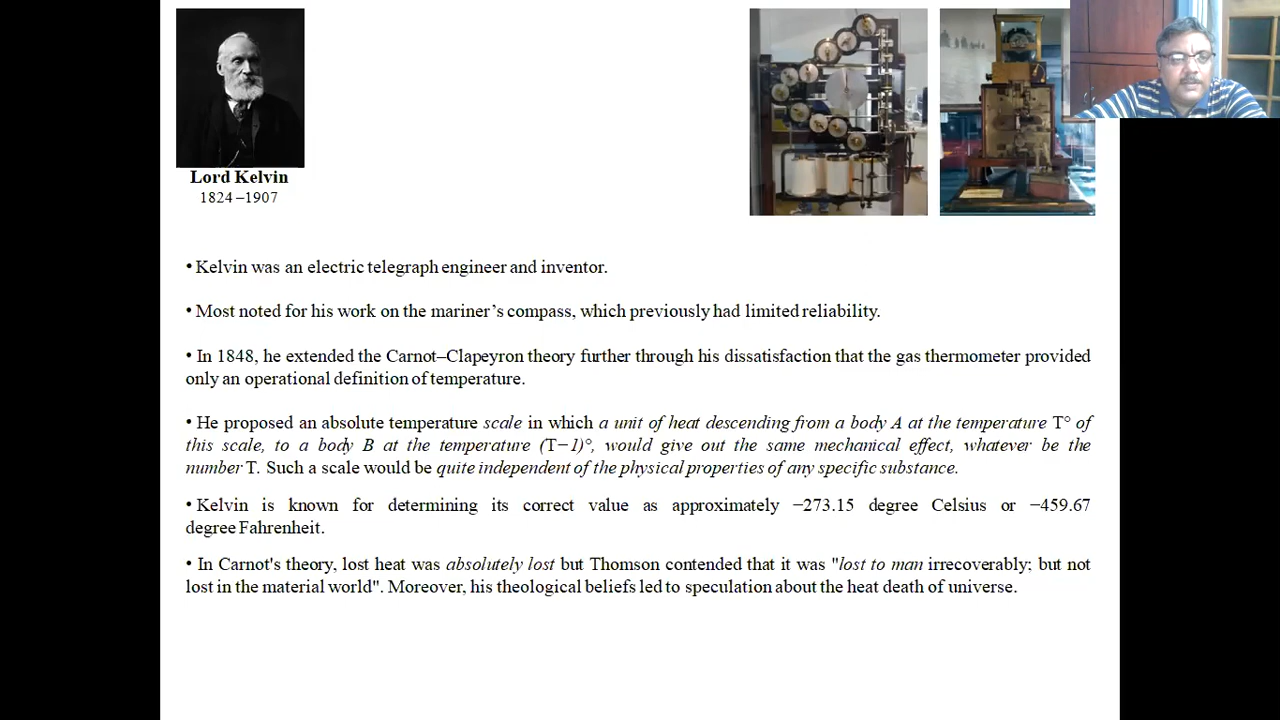 Lord Kelvin
1824 –1907
• Kelvin was an electric telegraph engineer and inventor.
• Most noted for his work on the mariner’s compass, which previously had limited reliability.
• In 1848, he extended the Carnot–Clapeyron theory further through his dissatisfaction that the gas thermometer provided
only an operational definition of temperature.
• He proposed an absolute temperature scale in which a unit of heat descending from a body A at the temperature T° of
this scale, to a body B at the temperature (T−1)°, would give out the same mechanical effect, whatever be the
number T. Such a scale would be quite independent of the physical properties of any specific substance.
• Kelvin is known for determining its correct value as approximately −273.15 degree Celsius or −459.67
degree Fahrenheit.
• In Carnot's theory, lost heat was absolutely lost but Thomson contended that it was "lost to man irrecoverably; but not
lost in the material world". Moreover, his theological beliefs led to speculation about the heat death of universe.